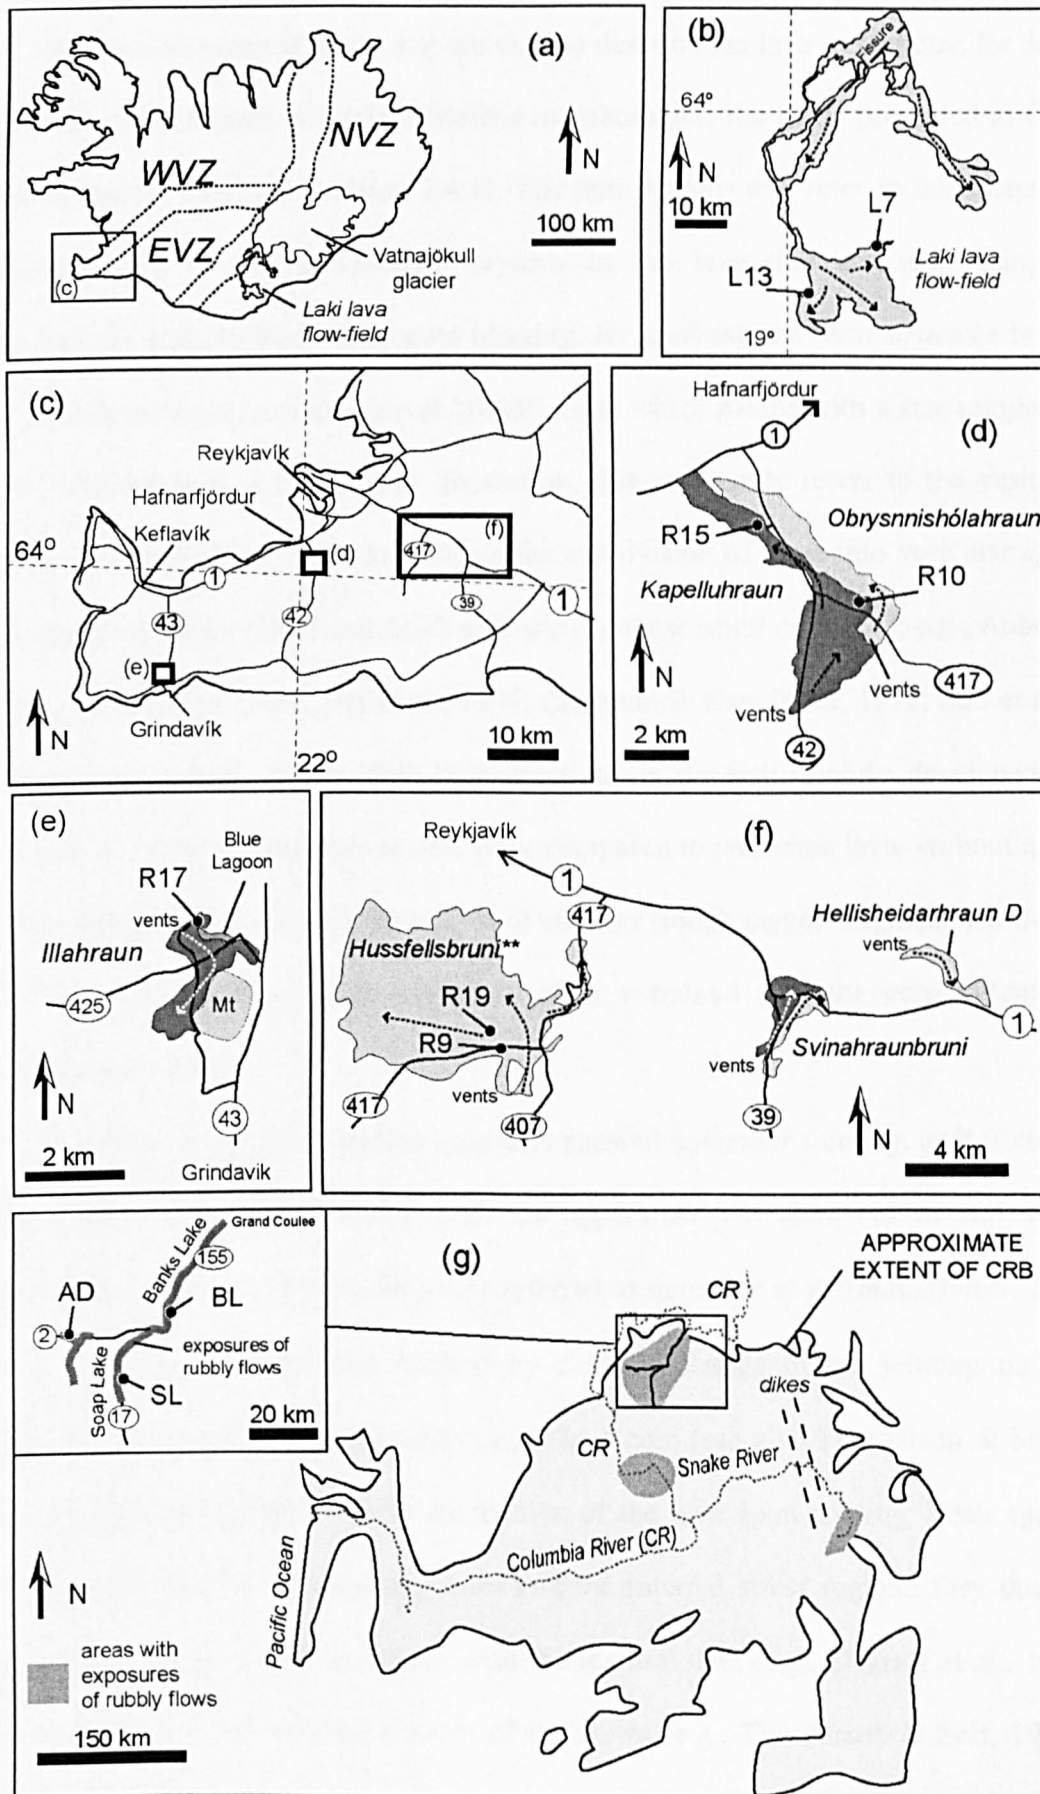 (a)
NVZ
WVZ
EVZ
(c)
N
100 km
Vatnajökull
glacier
Laki lava
flow-field
(b)
Fissure
64°
N
10 km
L7
L13
Laki lava
flow-field
19°
(c)
Reykjavík
Hafnarfjördur
Keflavík
64°
1
(d)
417
(f)
43
42
39
1
(e)
Grindavík
N
22°
10 km
Hafnarfjördur
1
(d)
R15
Obrysnnishólahraun
Kapelluhraun
R10
N
vents
417
vents
2 km
42
(e)
Blue
Lagoon
R17
vents
Illahraun
425
Mt
N
43
2 km
Grindavik
Reykjavík
(f)
1
417
Hellisheidarhraun D
vents
Hussfellsbruni**
R19
R9
1
Svinahraunbruni
vents
vents
417
407
39
N
4 km
Grand Coulee
Banks Lake
155
AD
BL
2
exposures of
rubbly flows
Soap Lake
SL
17
20 km
(g)
APPROXIMATE
EXTENT OF CRB
CR
dikes
CR
Snake River
Columbia River (CR)
Pacific Ocean
N
areas with
exposures
of rubbly flows
150 km